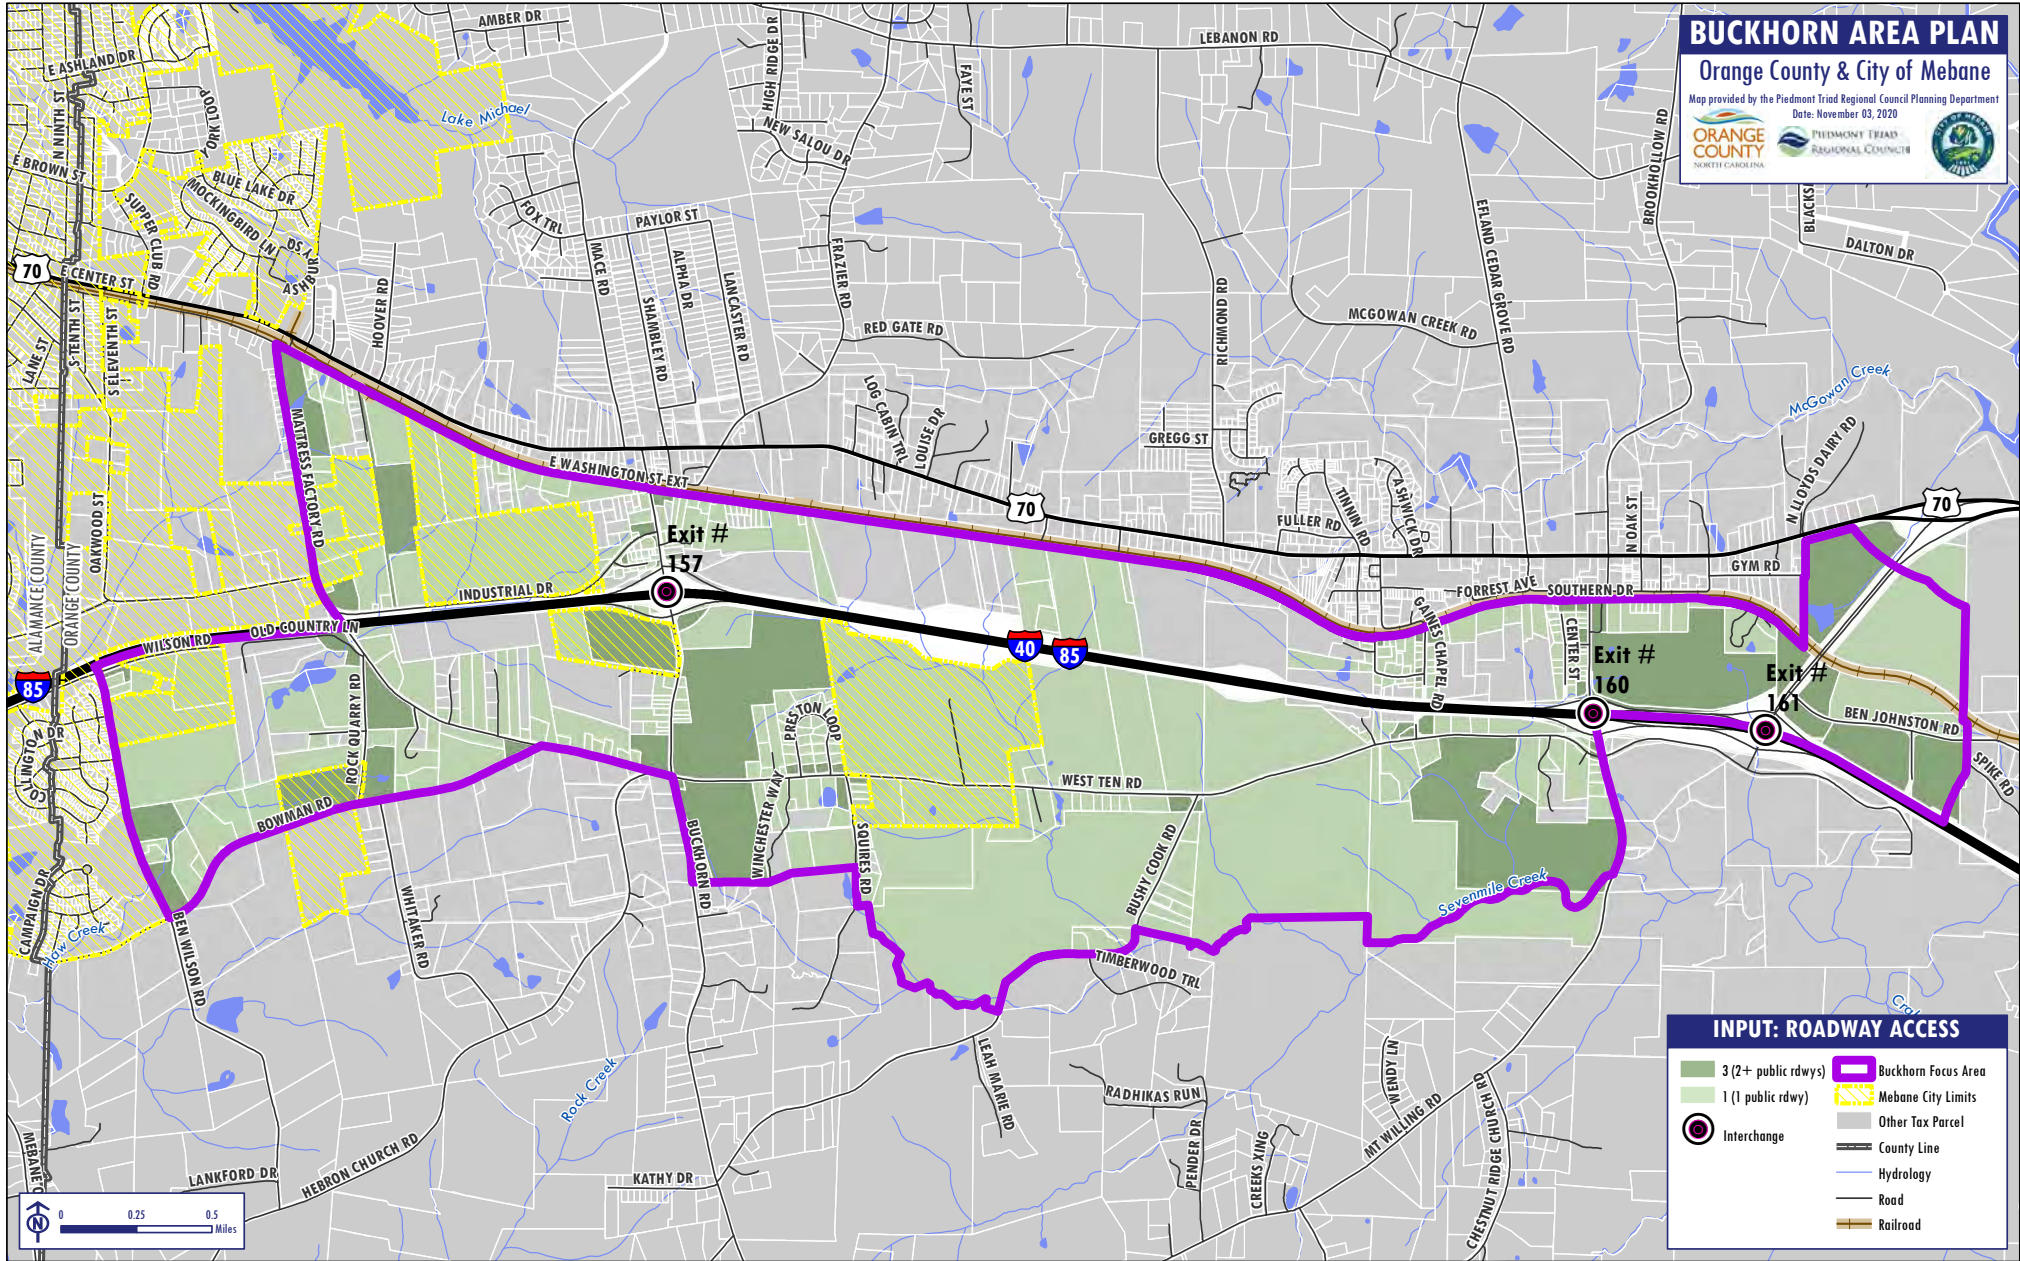 BUCKHORN AREA PLAN
Orange County & City of Mebane
Map provided by the Piedmont Triad Regional Council Planning Department
Date: November 03, 2020
ORANGE
COUNTY
NORTH CAROLINA
PIEDMONT TRIAD
REGIONAL COUNCIL
CITY OF MEBANE
AMBER DR
LEBANON RD
E ASHLAND DR
N NINTH ST
YORK LOOP
HIGH RIDGE DR
FAYE ST
Lake Michael
NEW SALOU DR
BROOKHOLLOW RD
E BROWN ST
BLUE LAKE DR
MOCKINGBIRD LN
SUPPER CLUB RD
FOX TRL
PAYLOR ST
EFLAND CEDAR GROVE RD
DALTON DR
ASHBURY SQ
MACE RD
ALPHA DR
LANCASTER RD
FRAZIER RD
70
E CENTER ST
HOOVER RD
SHAMBLEY RD
RICHMOND RD
MCGOWAN CREEK RD
RED GATE RD
LANE ST
S TENTH ST
S ELEVENTH ST
McGowan Creek
LOG CABIN TRL
LOUISE DR
GREGG ST
MATTRESS FACTORY RD
E WASHINGTON ST EXT
N LLOYDS DAIRY RD
OAKWOOD ST
70
FULLER RD
TINNIN RD
ASHWICK DR
N OAK ST
70
Exit #
157
ALAMANCE COUNTY
ORANGE COUNTY
INDUSTRIAL DR
GYM RD
FORREST AVE
SOUTHERN DR
WILSON RD
OLD COUNTRY LN
GAINES CHAPEL RD
CENTER ST
40
85
Exit #
160
Exit #
161
85
BEN JOHNSTON RD
COLLINGTON DR
ROCK QUARRY RD
PRESTON LOOP
SPIKE RD
WEST TEN RD
BOWMAN RD
WINCHESTER WAY
BUCKHORN RD
SQUIRES RD
BUSHY COOK RD
Sevenmile Creek
CAMPAIGN DR
Haw Creek
BEN WILSON RD
WHITAKER RD
TIMBERWOOD TRL
LEAH MARIE RD
Rock Creek
WENDY LN
RADHIKAS RUN
MT WILLING RD
CHESTNUT RIDGE CHURCH RD
PENDER DR
CREEKS XING
LANKFORD DR
HEBRON CHURCH RD
KATHY DR
N
0
0.25
0.5
Miles
INPUT: ROADWAY ACCESS
3 (2+ public rdwys)
1 (1 public rdwy)
Interchange
Buckhorn Focus Area
Mebane City Limits
Other Tax Parcel
County Line
Hydrology
Road
Railroad